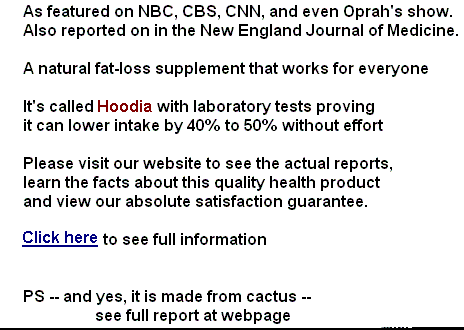 As featured on NBC, CBS, CNN, and even Oprah's show.
Also reported on in the New England Journal of Medicine.
A natural fat-loss supplement that works for everyone
It's called Hoodia with laboratory tests proving
it can lower intake by 40% to 50% without effort
Please visit our website to see the actual reports,
learn the facts about this quality health product
and view our absolute satisfaction guarantee.
Click here to see full information
PS -- and yes, it is made from cactus --
see full report at webpage